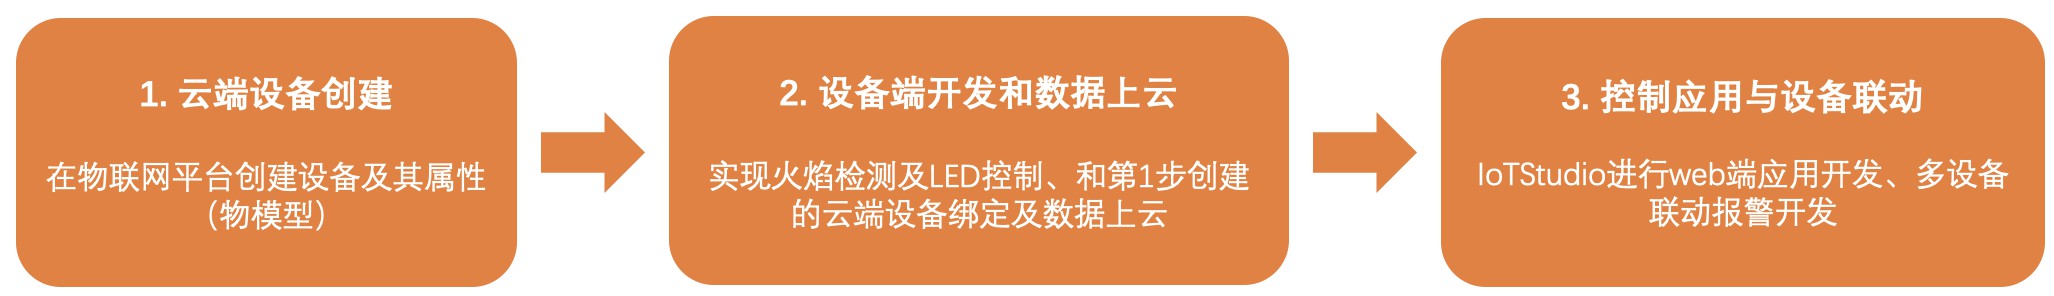 1. 云端设备创建
在物联网平台创建设备及其属性
（物模型）
2. 设备端开发和数据上云
实现火焰检测及LED控制、和第1步创建
的云端设备绑定及数据上云
3. 控制应用与设备联动
IoTStudio进行web端应用开发、多设备
联动报警开发